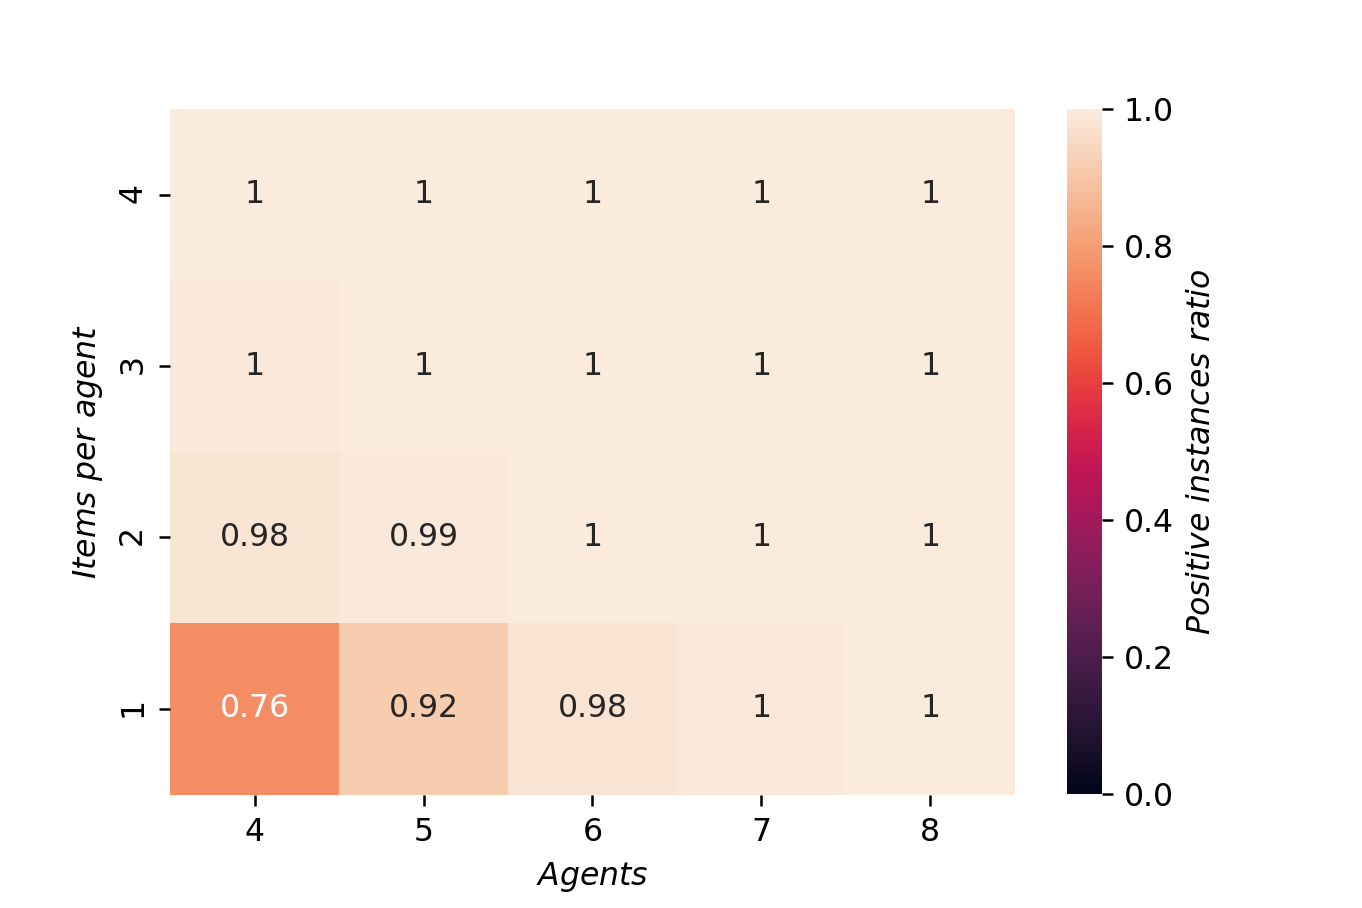 4 1 1 1 1 1
3 1 1 1 1 1
2 0.98 0.99 1 1 1
1 0.76 0.92 0.98 1 1
4 5 6 7 8
Agents
Items per agent
1.0
0.8
0.6
0.4
0.2
0.0
Positive instances ratio